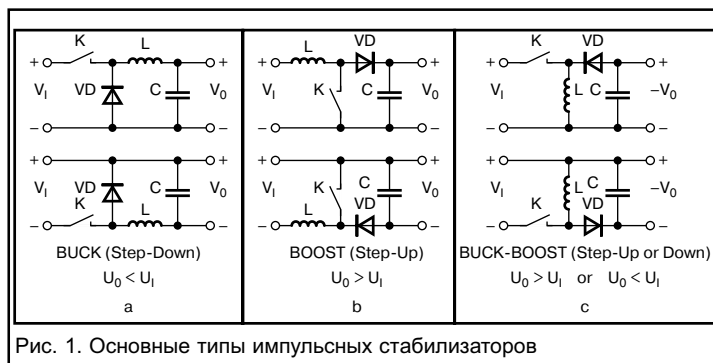 K L
+ +
V_I VD C V_0
– –
+ +
VD C
V_I K V_0
L
– –
BUCK (Step-Down)
U_0 < U_I
a
L VD
+ +
V_I K C V_0
– –
+ +
V_I K C V_0
L VD
– –
BOOST (Step-Up)
U_0 > U_I
b
K VD
+ +
V_I L C –V_0
– –
+ +
V_I L C –V_0
K VD
– –
BUCK-BOOST (Step-Up or Down)
U_0 > U_I or U_0 < U_I
c
Рис. 1. Основные типы импульсных стабилизаторов